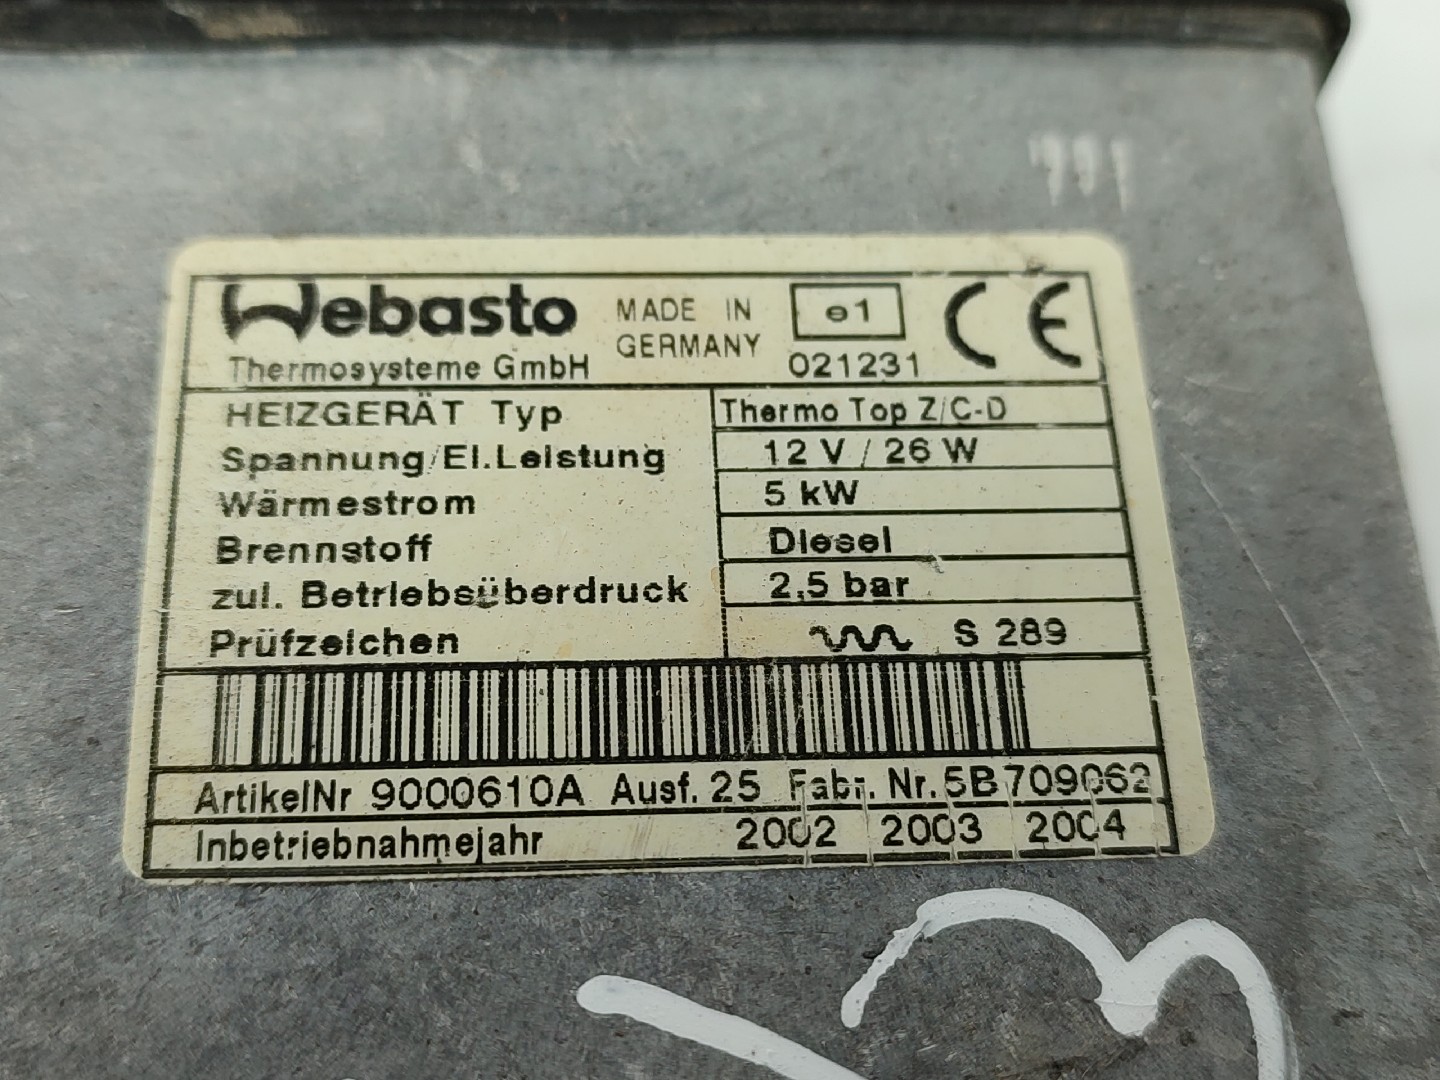 Webasto
Thermosysteme GmbH
MADE IN
GERMANY
e1
021231
CE
HEIZGERÄT Typ Thermo Top Z/C-D
Spannung/El.Leistung 12 V / 26 W
Wärmestrom 5 kW
Brennstoff Diesel
zul. Betriebsüberdruck 2,5 bar
Prüfzeichen S 289
ArtikelNr 9000610A Ausf. 25 Fabr. Nr. 5B709062
Inbetriebnahmejahr 2002 2003 2004